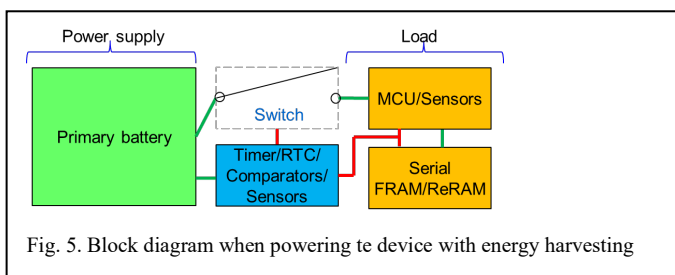 Power supply
Load
Primary battery
Switch
MCU/Sensors
Timer/RTC/
Comparators/
Sensors
Serial
FRAM/ReRAM
Fig. 5. Block diagram when powering te device with energy harvesting